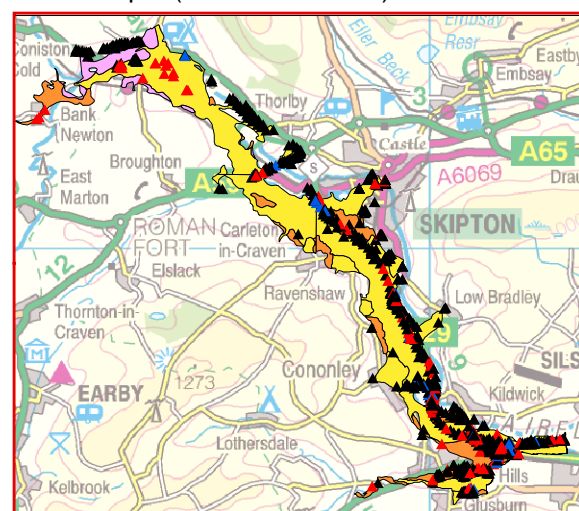 Embsay
Resr
Eller Beck
Coniston
Cold
Eastby
Embsay
Thorlby
3
Bank
Newton
Castle
A65
Broughton
S
A6069
East
Marton
ROMAN
FORT
Carleton
in-Craven
SKIPTON
Elslack
12
Ravenshaw
Low Bradley
Thornton-in-
Craven
9
SILS
1273
Cononley
EARBY
Kildwick
AIRED
Lothersdale
Kelbrook
Hills
Glusburn